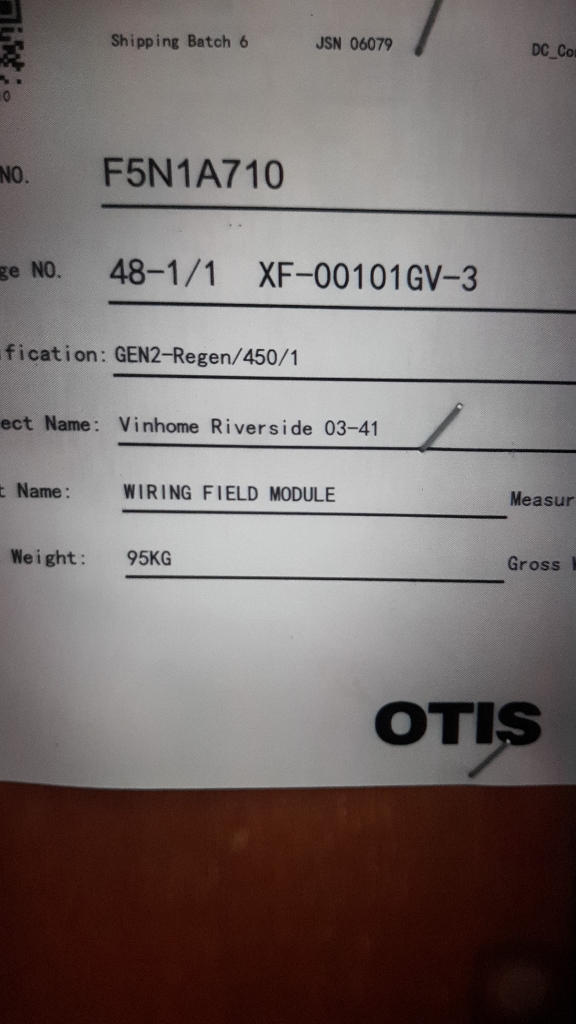 0
Shipping Batch 6 JSN 06079 DC_Co
NO. F5N1A710
ge NO. 48-1/1 XF-00101GV-3
fication: GEN2-Regen/450/1
ect Name: Vinhome Riverside 03-41
t Name: WIRING FIELD MODULE Measur
Weight: 95KG Gross
OTIS